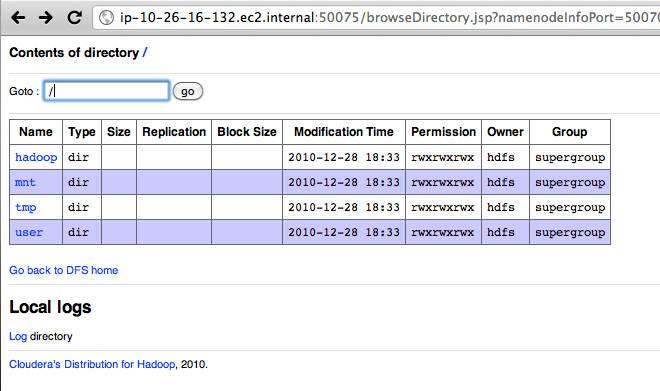 ip-10-26-16-132.ec2.internal:50075/browseDirectory.jsp?namenodeInfoPort=50070
Contents of directory /
Goto : / go
Name Type Size Replication Block Size Modification Time Permission Owner Group
hadoop dir 2010-12-28 18:33 rwxrwxrwx hdfs supergroup
mnt dir 2010-12-28 18:33 rwxrwxrwx hdfs supergroup
tmp dir 2010-12-28 18:33 rwxrwxrwx hdfs supergroup
user dir 2010-12-28 18:33 rwxrwxrwx hdfs supergroup
Go back to DFS home
Local logs
Log directory
Cloudera's Distribution for Hadoop, 2010.